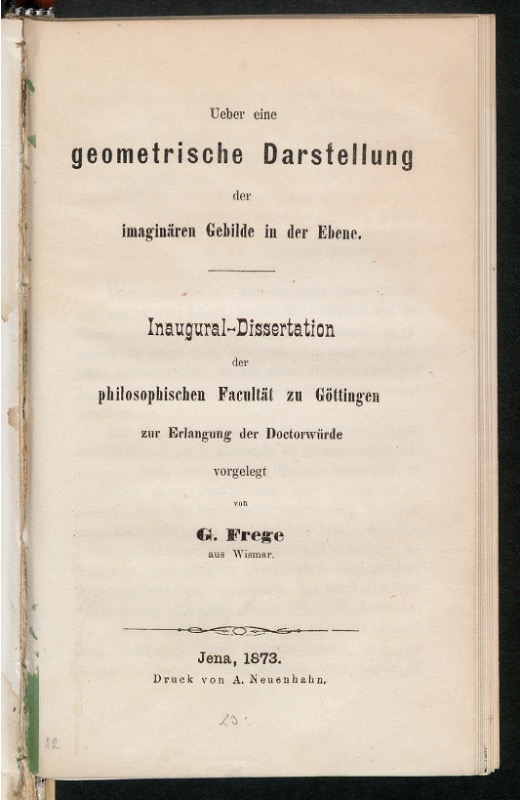 Ueber eine
geometrische Darstellung
der
imaginären Gebilde in der Ebene.
Inaugural-Dissertation
der
philosophischen Facultät zu Göttingen
zur Erlangung der Doctorwürde
vorgelegt
von
G. Frege
aus Wismar.
Jena, 1873.
Druck von A. Neuenhahn.
22